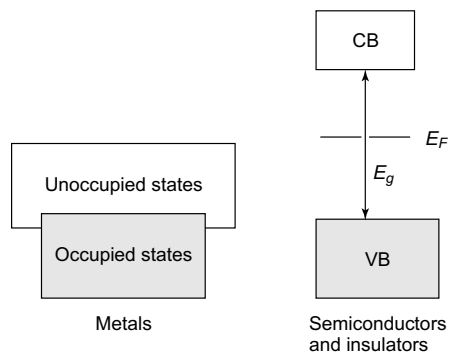 CB
E_F
E_g
Unoccupied states
Occupied states
VB
Metals
Semiconductors
and insulators